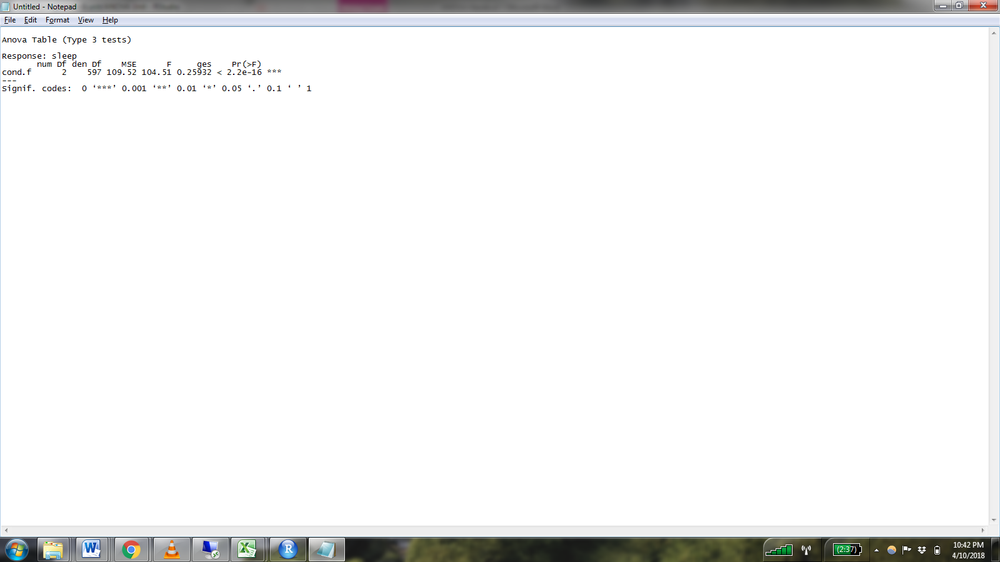 Untitled - Notepad
File Edit Format View Help
Anova Table (Type 3 tests)
Response: sleep
num Df den Df MSE F ges Pr(>F)
cond.f 2 597 109.52 104.51 0.25932 < 2.2e-16 ***
---
Signif. codes: 0 ‘***’ 0.001 ‘**’ 0.01 ‘*’ 0.05 ‘.’ 0.1 ‘ ’ 1
(2:37)
10:42 PM
4/10/2018